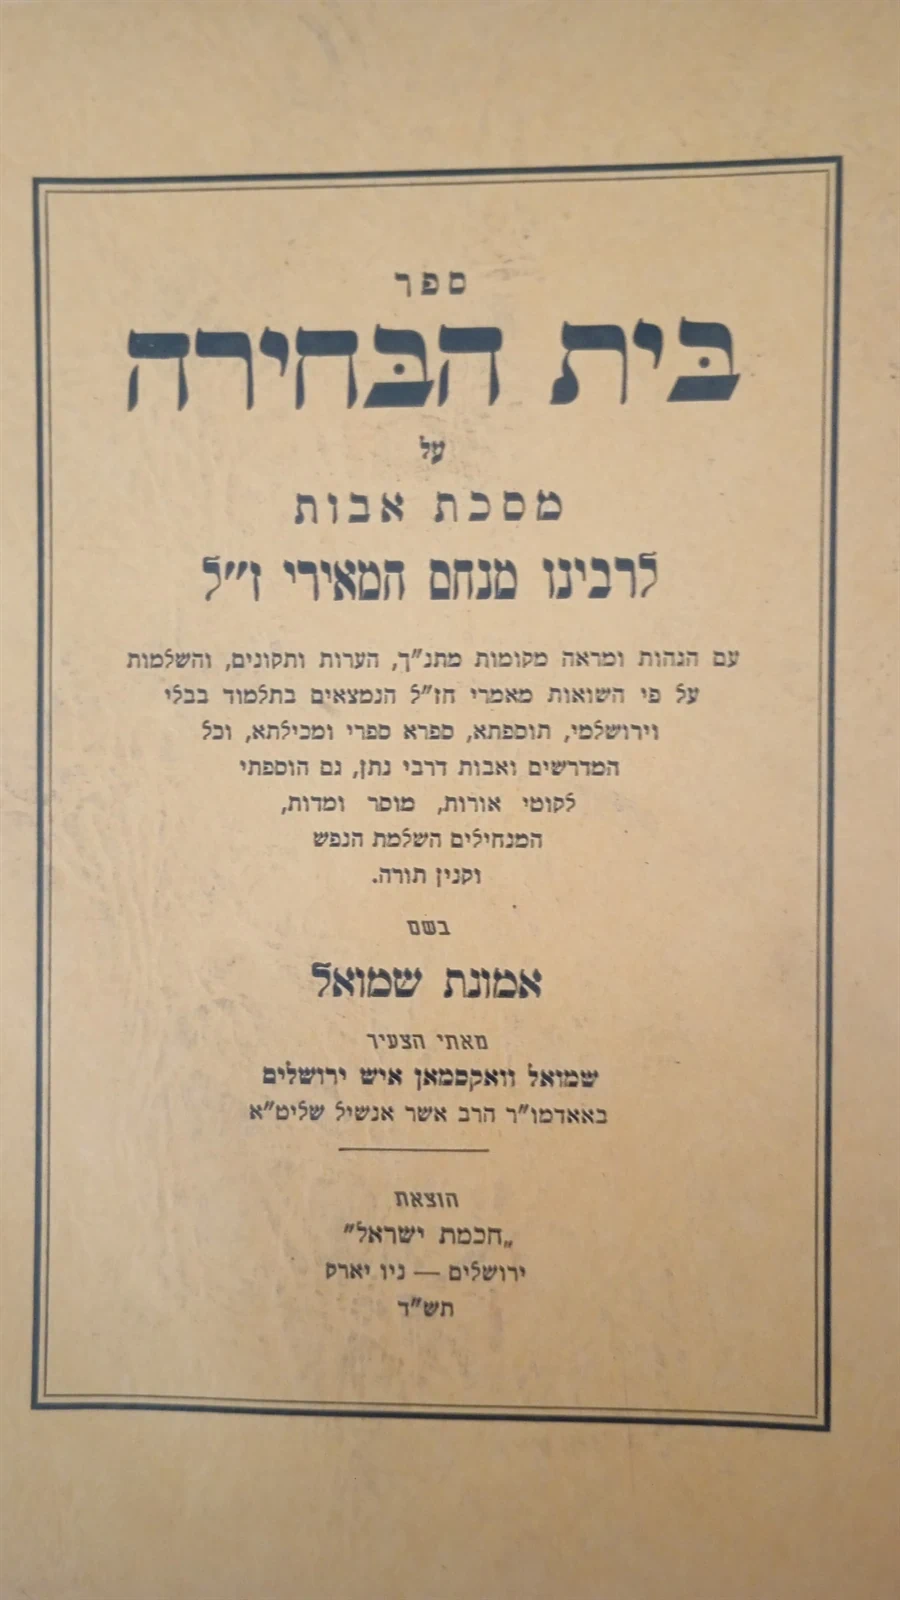 ספר
בית הבחירה
על
מסכת אבות
לרבינו מנחם המאירי ז״ל
עם הגהות ומראה מקומות מתנ״ך, הערות ותקונים, והשלמות
על פי השואות מאמרי חז״ל הנמצאים בתלמוד בבלי
וירושלמי, תוספתא, ספרא ספרי ומכילתא, וכל
המדרשים ואבות דרבי נתן, גם הוספתי
לקוטי אורות, מוסר ומדות,
המנחילים השלמת הנפש
וקנין תורה.
בשם
אמונת שמואל
מאתי הצעיר
שמואל וואקסמאן איש ירושלים
באאדמו״ר הרב אשר אנשיל שליט״א
הוצאת
„חכמת ישראל״
ירושלים — ניו יארק
תש״ד